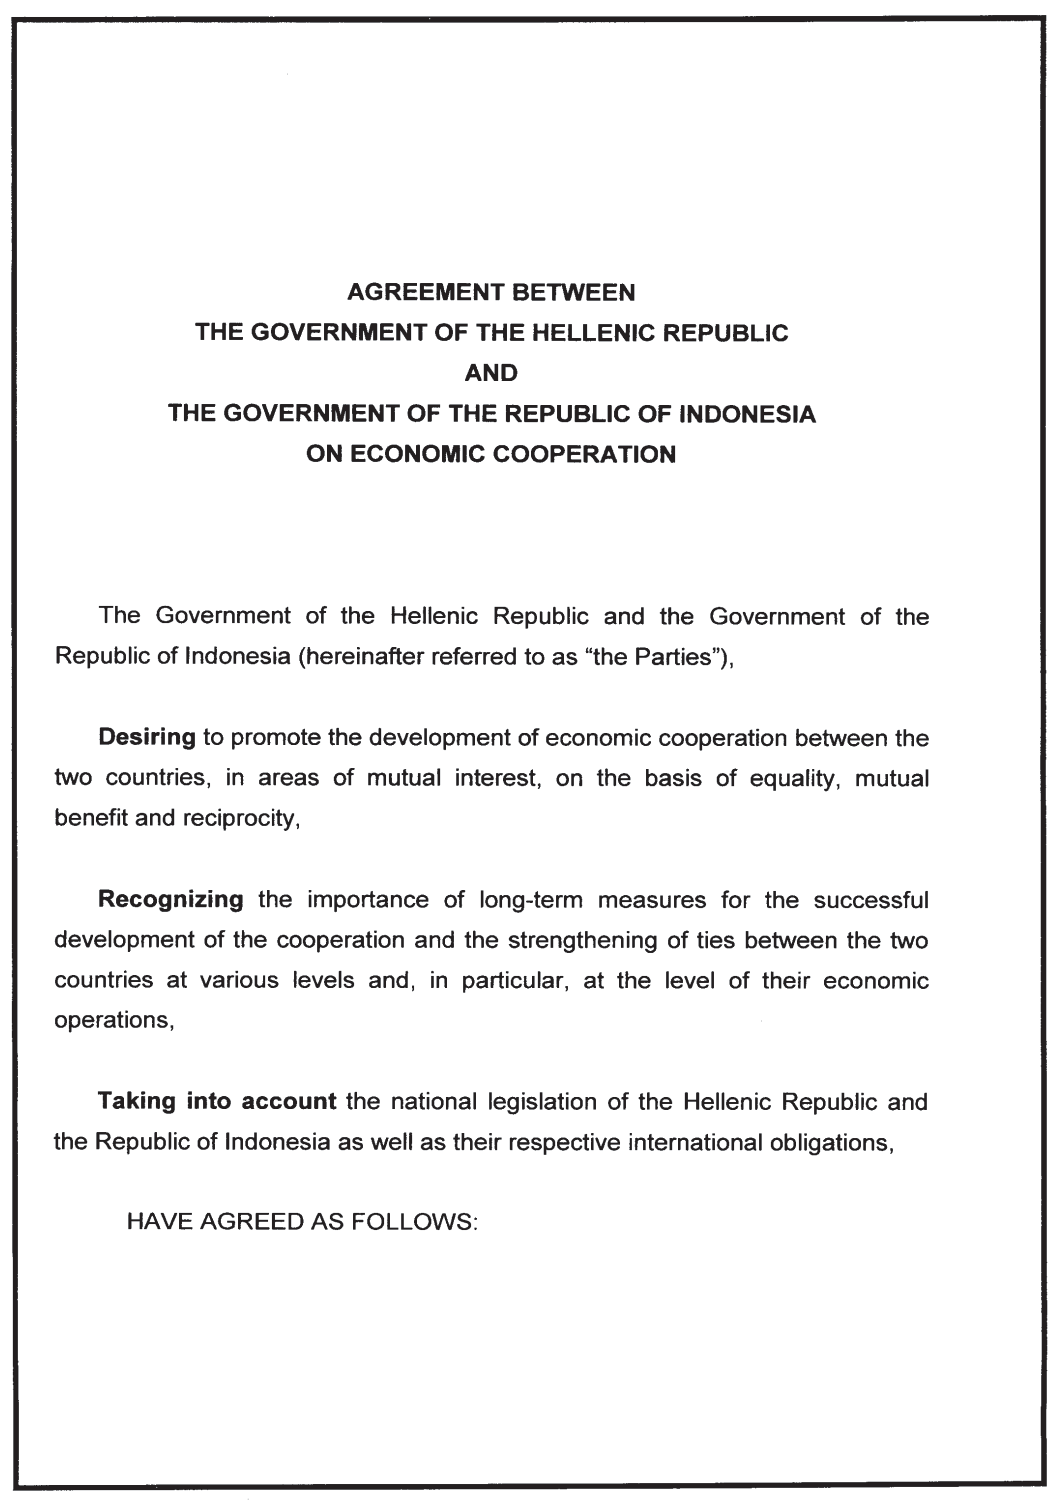 AGREEMENT BETWEEN
THE GOVERNMENT OF THE HELLENIC REPUBLIC
AND
THE GOVERNMENT OF THE REPUBLIC OF INDONESIA
ON ECONOMIC COOPERATION
The Government of the Hellenic Republic and the Government of the
Republic of Indonesia (hereinafter referred to as “the Parties”),
Desiring to promote the development of economic cooperation between the
two countries, in areas of mutual interest, on the basis of equality, mutual
benefit and reciprocity,
Recognizing the importance of long-term measures for the successful
development of the cooperation and the strengthening of ties between the two
countries at various levels and, in particular, at the level of their economic
operations,
Taking into account the national legislation of the Hellenic Republic and
the Republic of Indonesia as well as their respective international obligations,
HAVE AGREED AS FOLLOWS: